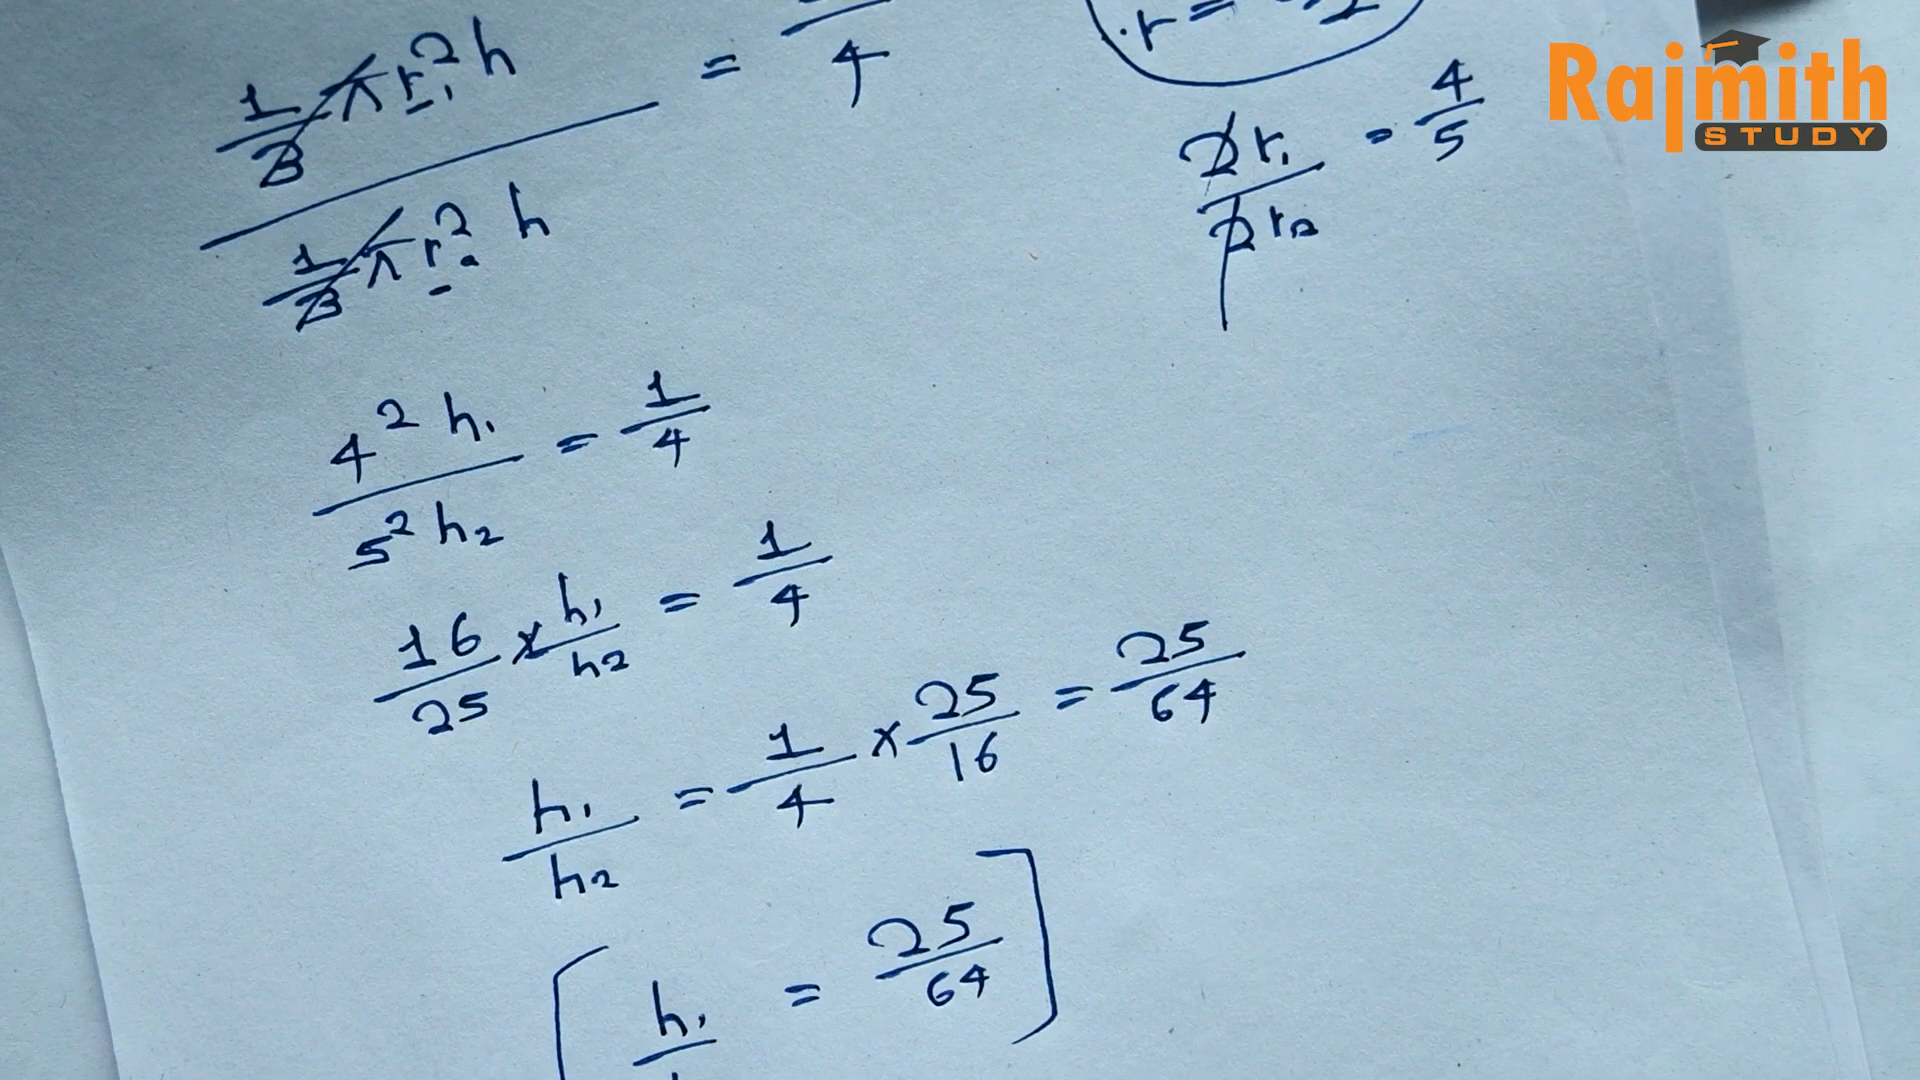 1/3 πr₁² h / 1/3 πr₂² h = /4
r =
2r₁ / 2r₂ = 4/5
Rajmith
STUDY
4² h₁ / 5² h₂ = 1/4
16/25 × h₁/h₂ = 1/4
h₁/h₂ = 1/4 × 25/16 = 25/64
[h₁/ = 25/64]